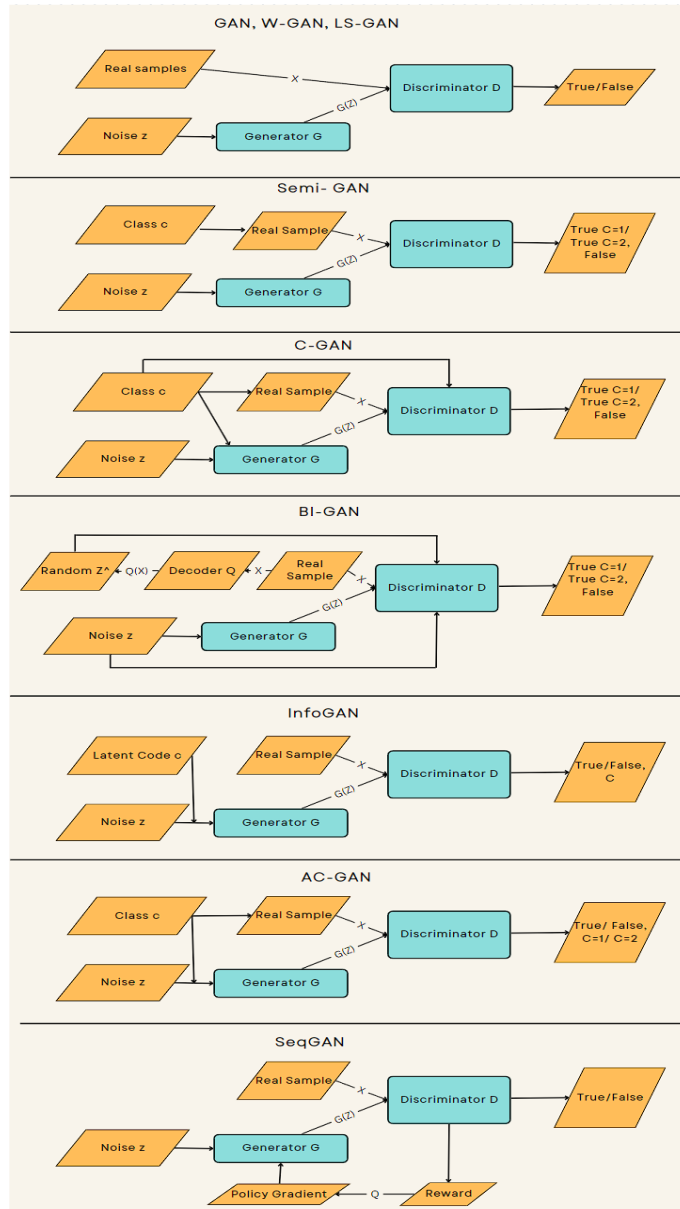 GAN, W-GAN, LS-GAN
Real samples
X
Discriminator D
True/False
G(Z)
Noise z
Generator G
Semi- GAN
Class c
Real Sample
X
Discriminator D
True C=1/
True C=2,
False
G(Z)
Noise z
Generator G
C-GAN
Class c
Real Sample
X
Discriminator D
True C=1/
True C=2,
False
G(Z)
Noise z
Generator G
BI-GAN
Random Z^
Q(X)
Decoder Q
X
Real
Sample
X
Discriminator D
True C=1/
True C=2,
False
G(Z)
Noise z
Generator G
InfoGAN
Latent Code c
Real Sample
X
Discriminator D
True/False,
C
G(Z)
Noise z
Generator G
AC-GAN
Class c
Real Sample
X
Discriminator D
True/ False,
C=1/ C=2
G(Z)
Noise z
Generator G
SeqGAN
Real Sample
X
Discriminator D
True/False
G(Z)
Noise z
Generator G
Policy Gradient
Q
Reward